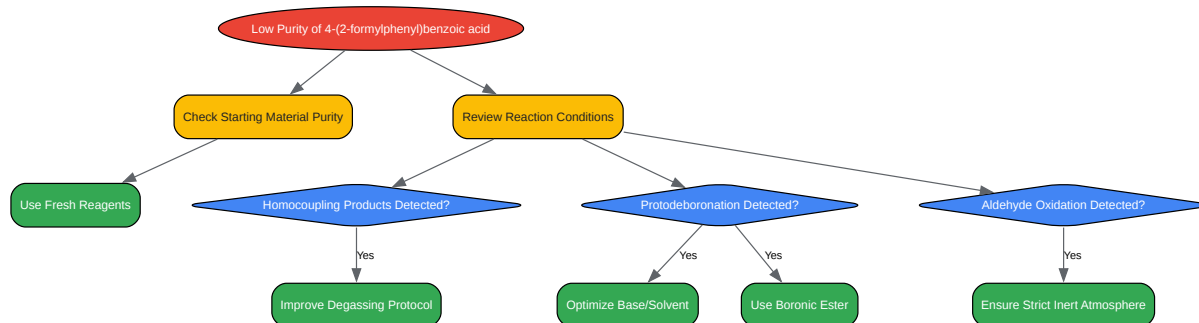 Low Purity of 4-(2-formylphenyl)benzoic acid
Check Starting Material Purity
Review Reaction Conditions
Use Fresh Reagents
Homocoupling Products Detected?
Protodeboronation Detected?
Aldehyde Oxidation Detected?
Yes
Yes
Yes
Yes
Improve Degassing Protocol
Optimize Base/Solvent
Use Boronic Ester
Ensure Strict Inert Atmosphere